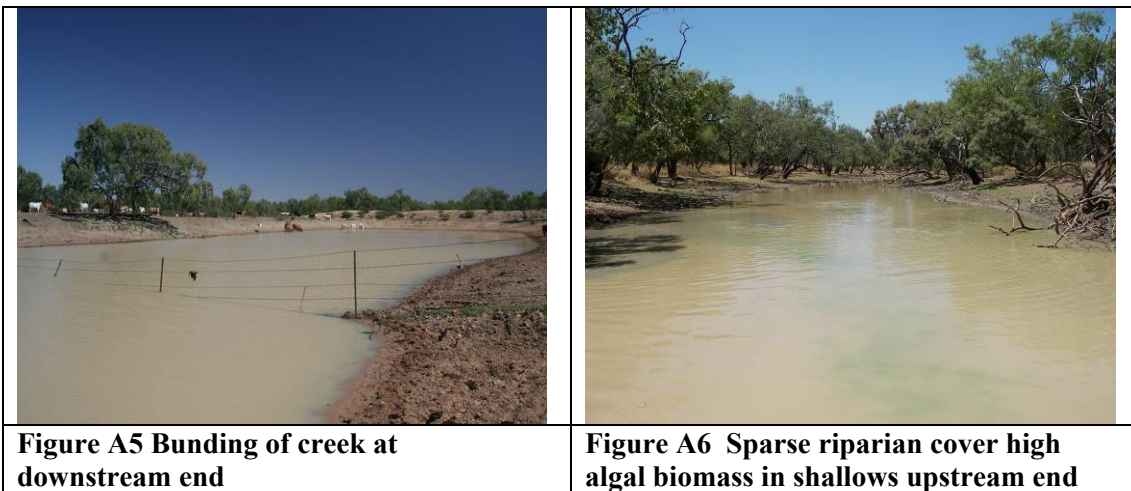 Figure A5 Bunding of creek at
downstream end
Figure A6 Sparse riparian cover high
algal biomass in shallows upstream end